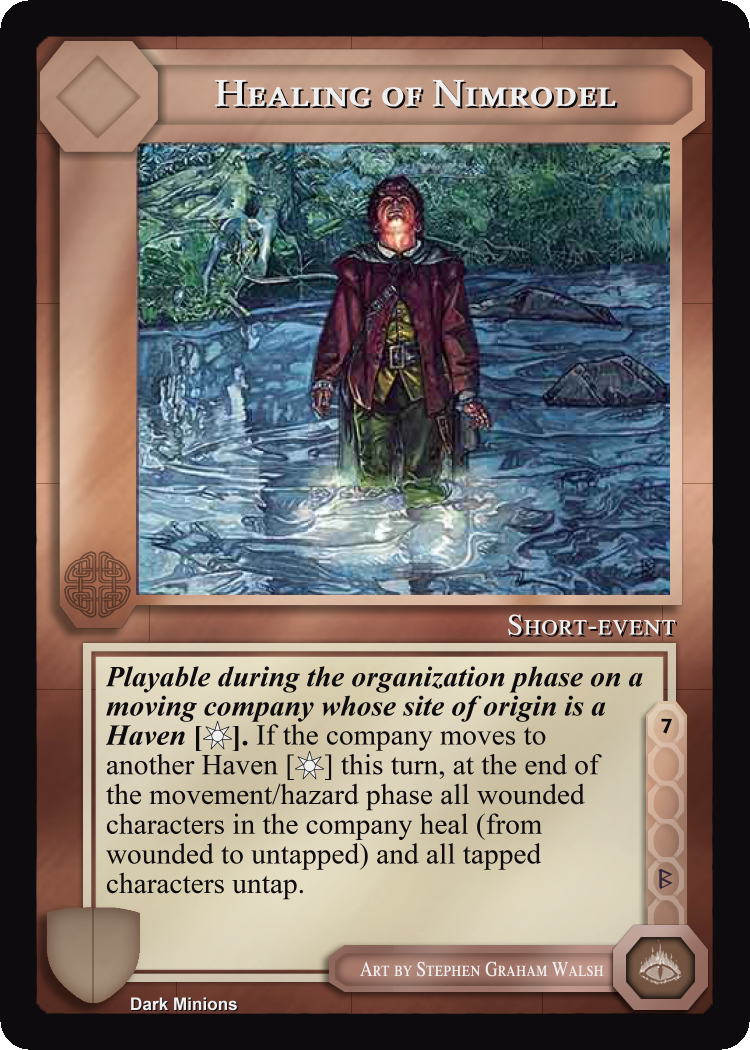 Healing of Nimrodel
Short-event
Playable during the organization phase on a
moving company whose site of origin is a
Haven [☼]. If the company moves to
another Haven [☼] this turn, at the end of
the movement/hazard phase all wounded
characters in the company heal (from
wounded to untapped) and all tapped
characters untap.
7
ᛒ
Art by Stephen Graham Walsh
Dark Minions